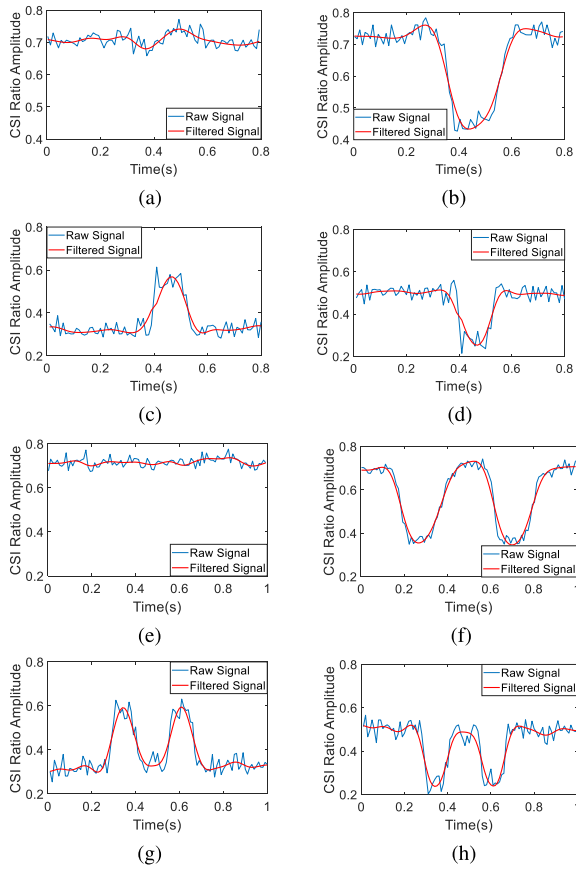 CSI Ratio Amplitude
0.8
0.7
0.6
0.5
0.4
Raw Signal
Filtered Signal
0 0.2 0.4 0.6 0.8
Time(s)
(a)
CSI Ratio Amplitude
0.8
0.7
0.6
0.5
0.4
Raw Signal
Filtered Signal
0 0.2 0.4 0.6 0.8
Time(s)
(b)
CSI Ratio Amplitude
0.8
0.6
0.4
0.2
Raw Signal
Filtered Signal
0 0.2 0.4 0.6 0.8
Time(s)
(c)
CSI Ratio Amplitude
0.8
0.6
0.4
0.2
Raw Signal
Filtered Signal
0 0.2 0.4 0.6 0.8
Time(s)
(d)
CSI Ratio Amplitude
0.8
0.6
0.4
0.2
Raw Signal
Filtered Signal
0 0.2 0.4 0.6 0.8 1
Time(s)
(e)
CSI Ratio Amplitude
0.8
0.6
0.4
0.2
Raw Signal
Filtered Signal
0 0.2 0.4 0.6 0.8 1
Time(s)
(f)
CSI Ratio Amplitude
0.8
0.6
0.4
0.2
Raw Signal
Filtered Signal
0 0.2 0.4 0.6 0.8 1
Time(s)
(g)
CSI Ratio Amplitude
0.8
0.6
0.4
0.2
Raw Signal
Filtered Signal
0 0.2 0.4 0.6 0.8 1
Time(s)
(h)